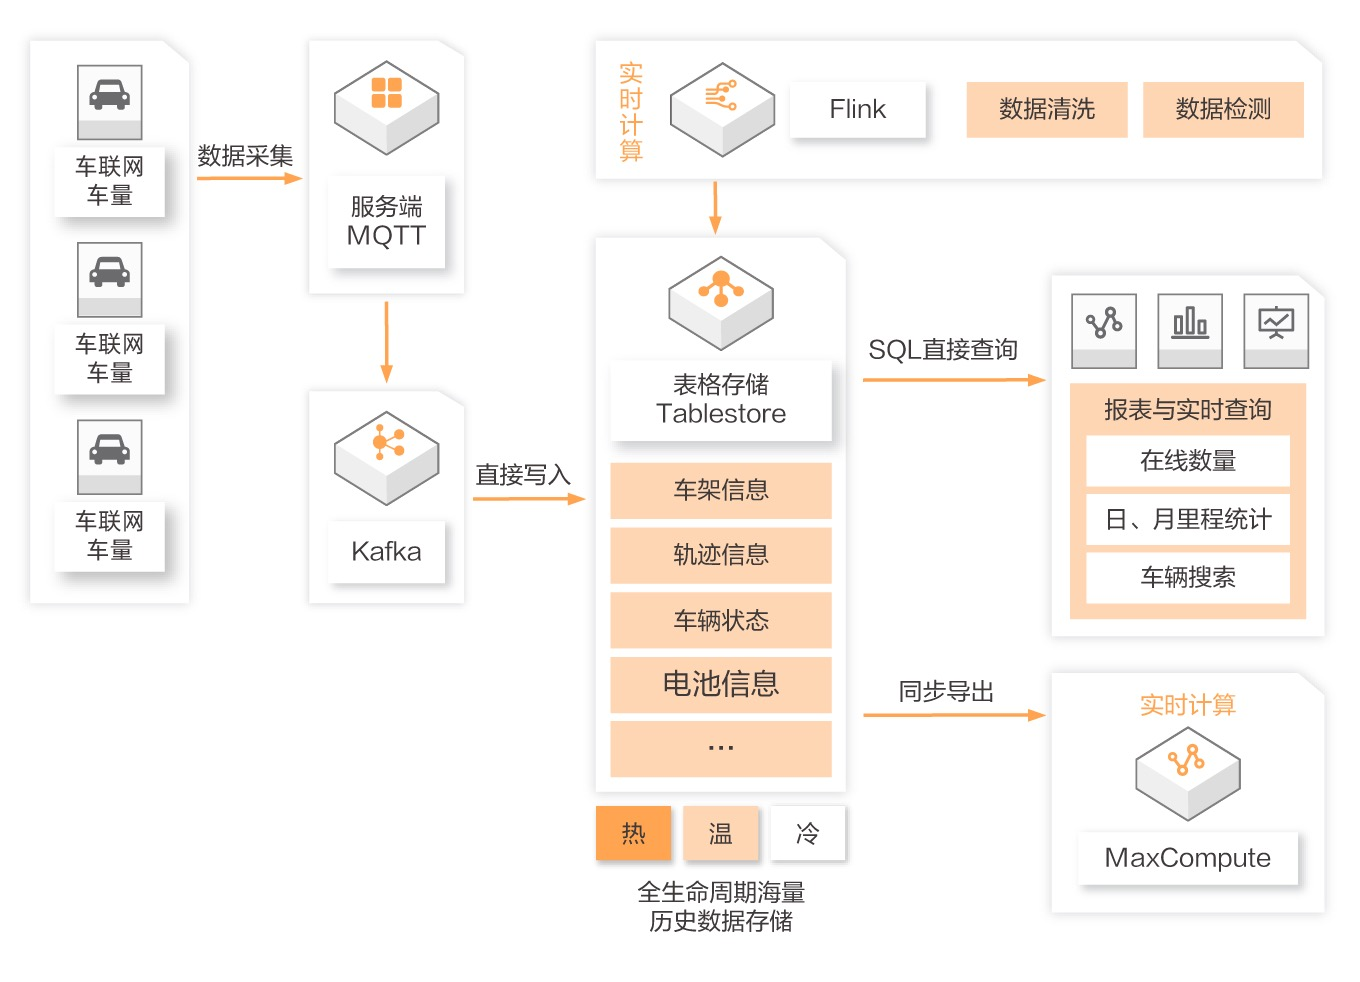 车联网
车量
车联网
车量
车联网
车量
数据采集
服务端
MQTT
Kafka
直接写入
实时计算
Flink
数据清洗
数据检测
表格存储
Tablestore
车架信息
轨迹信息
车辆状态
电池信息
...
热
温
冷
全生命周期海量
历史数据存储
SQL直接查询
报表与实时查询
在线数量
日、月里程统计
车辆搜索
同步导出
实时计算
MaxCompute